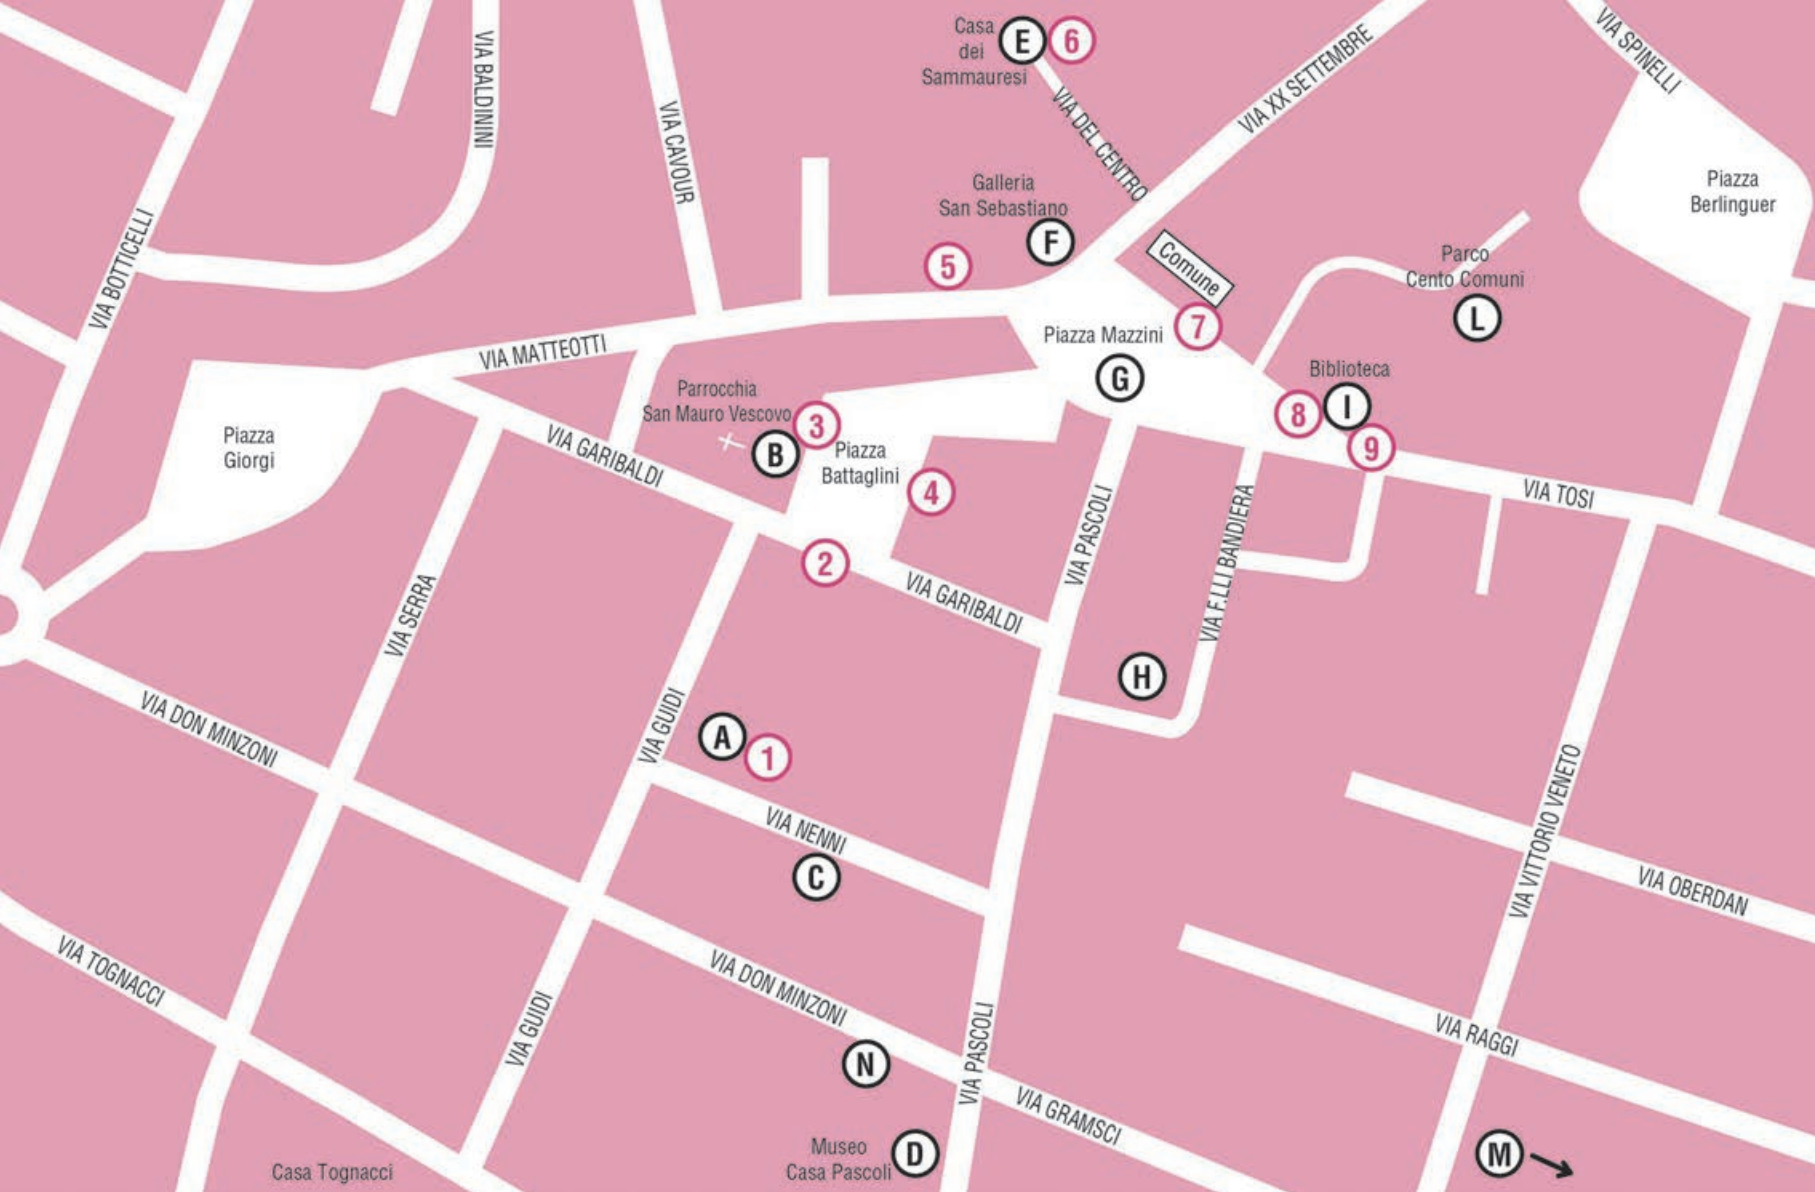 Casa
dei
Sammauresi
E
6
VIA SPINELLI
VIA BALDININI
VIA CAVOUR
VIA DEL CENTRO
VIA XX SETTEMBRE
Galleria
San Sebastiano
F
Piazza
Berlinguer
VIA BOTTICELLI
5
Comune
Parco
Cento Comuni
L
7
Piazza Mazzini
G
VIA MATTEOTTI
Parrocchia
San Mauro Vescovo
3
B
Piazza
Battaglini
4
Biblioteca
8
I
9
Piazza
Giorgi
VIA GARIBALDI
VIA TOSI
2
VIA GARIBALDI
VIA PASCOLI
VIA F.LLI BANDIERA
VIA SERRA
H
VIA DON MINZONI
VIA GUIDI
A
1
VIA NENNI
C
VIA VITTORIO VENETO
VIA OBERDAN
VIA TOGNACCI
VIA GUIDI
VIA DON MINZONI
N
VIA PASCOLI
VIA GRAMSCI
VIA RAGGI
Casa Tognacci
Museo
Casa Pascoli
D
M